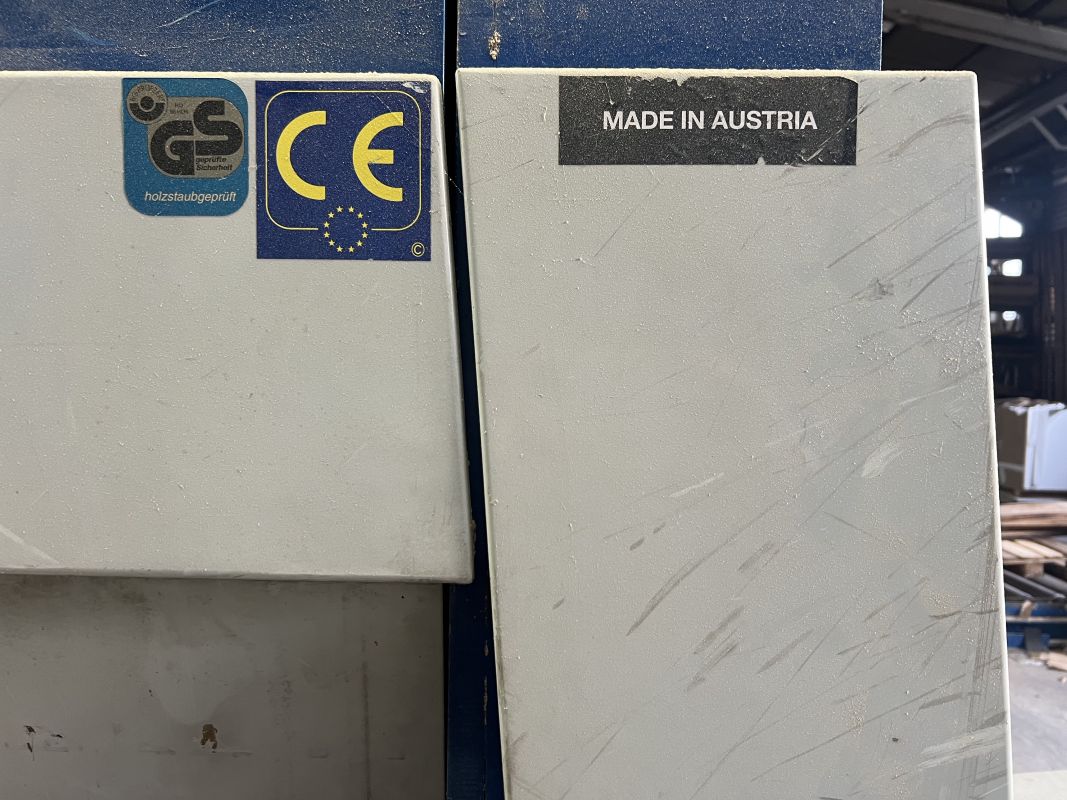 GS
geprüfte
Sicherheit
holzstaubgeprüft
CE
©
MADE IN AUSTRIA